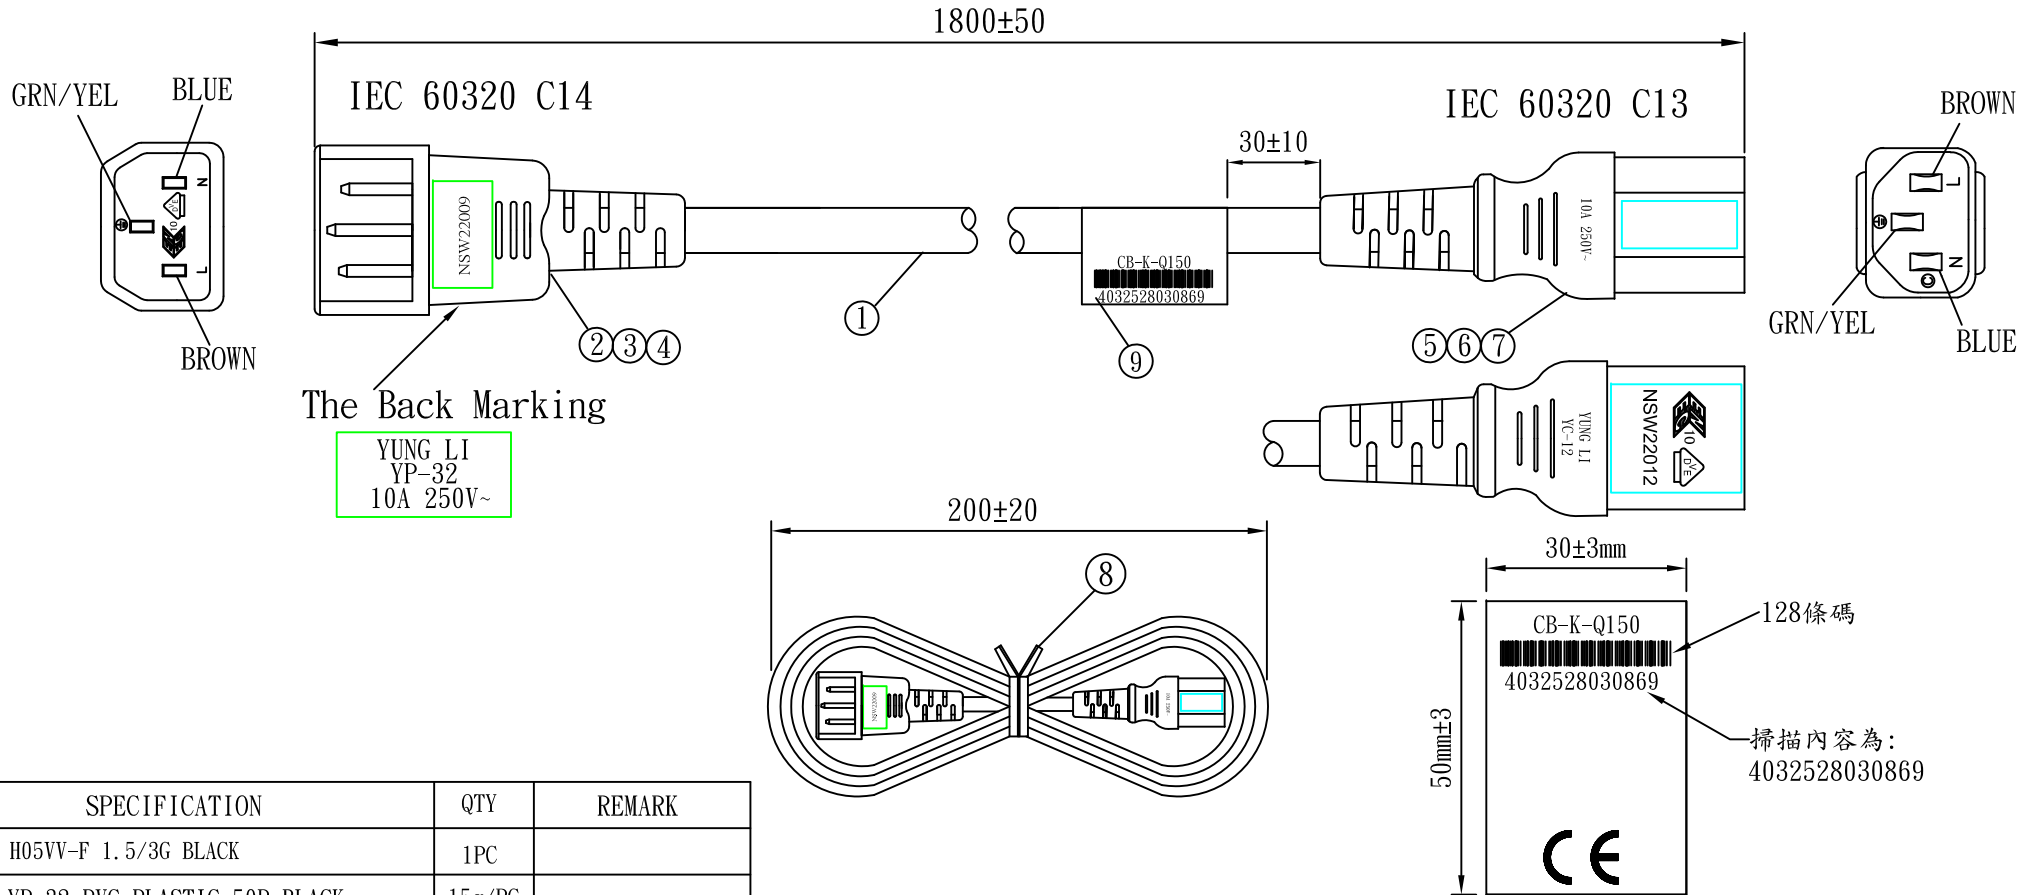 1800±50
IEC 60320 C14
IEC 60320 C13
GRN/YEL
BLUE
BROWN
N
L
10
NSW22009
30±10
CB-K-Q150
4032528030869
10A 250V~
BROWN
L
N
GRN/YEL
BLUE
1
2 3 4
5 6 7
9
The Back Marking
YUNG LI
YP-32
10A 250V~
YUNG LI
YC-12
NSW22012
10
200±20
8
NSW22009
30±3mm
50mm±3
CB-K-Q150
4032528030869
CE
128條碼
掃描內容為:
4032528030869
SPECIFICATION QTY REMARK
H05VV-F 1.5/3G BLACK 1PC